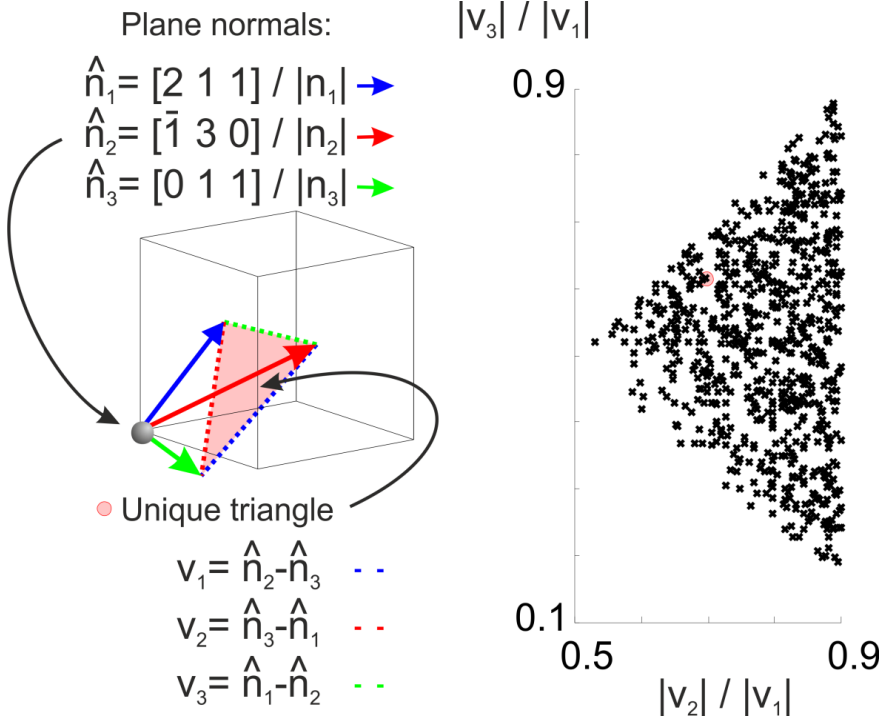 Plane normals:
n̂₁= [2 1 1] / |n₁|
n̂₂= [1̄ 3 0] / |n₂|
n̂₃= [0 1 1] / |n₃|
Unique triangle
v₁= n̂₂-n̂₃
v₂= n̂₃-n̂₁
v₃= n̂₁-n̂₂
|v₃| / |v₁|
0.9
0.1
0.5
0.9
|v₂| / |v₁|